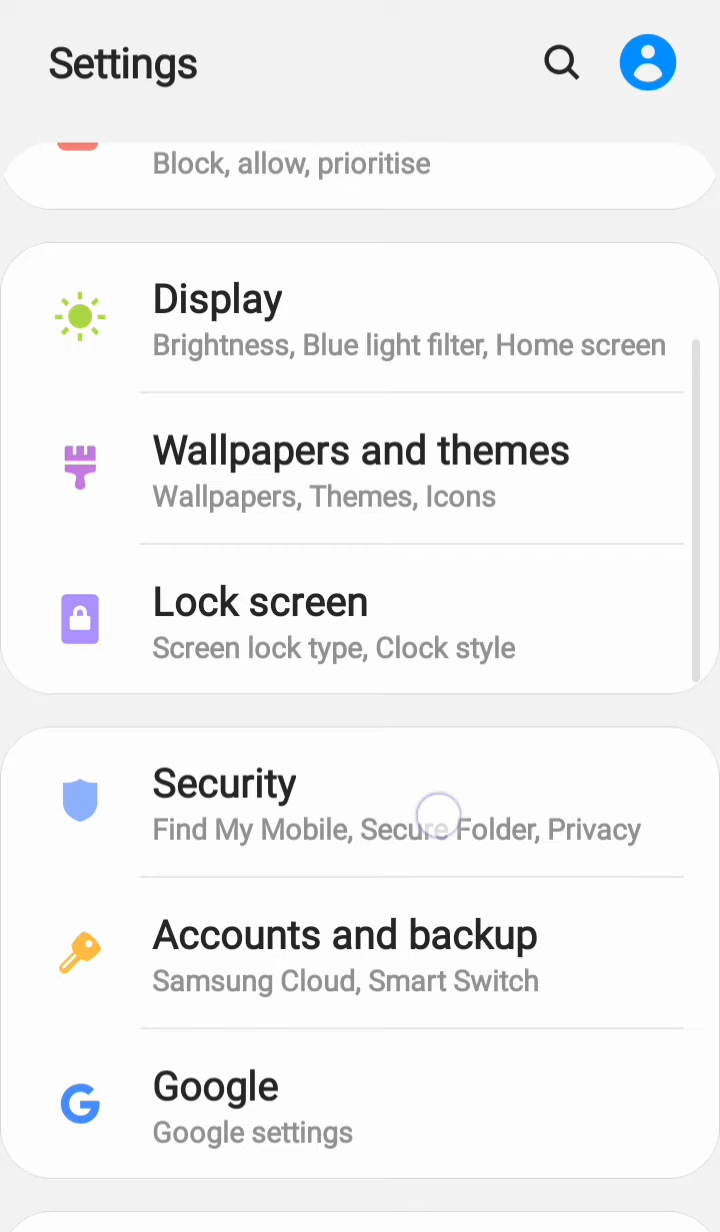 Settings
Block, allow, prioritise
Display
Brightness, Blue light filter, Home screen
Wallpapers and themes
Wallpapers, Themes, Icons
Lock screen
Screen lock type, Clock style
Security
Find My Mobile, Secure Folder, Privacy
Accounts and backup
Samsung Cloud, Smart Switch
Google
Google settings